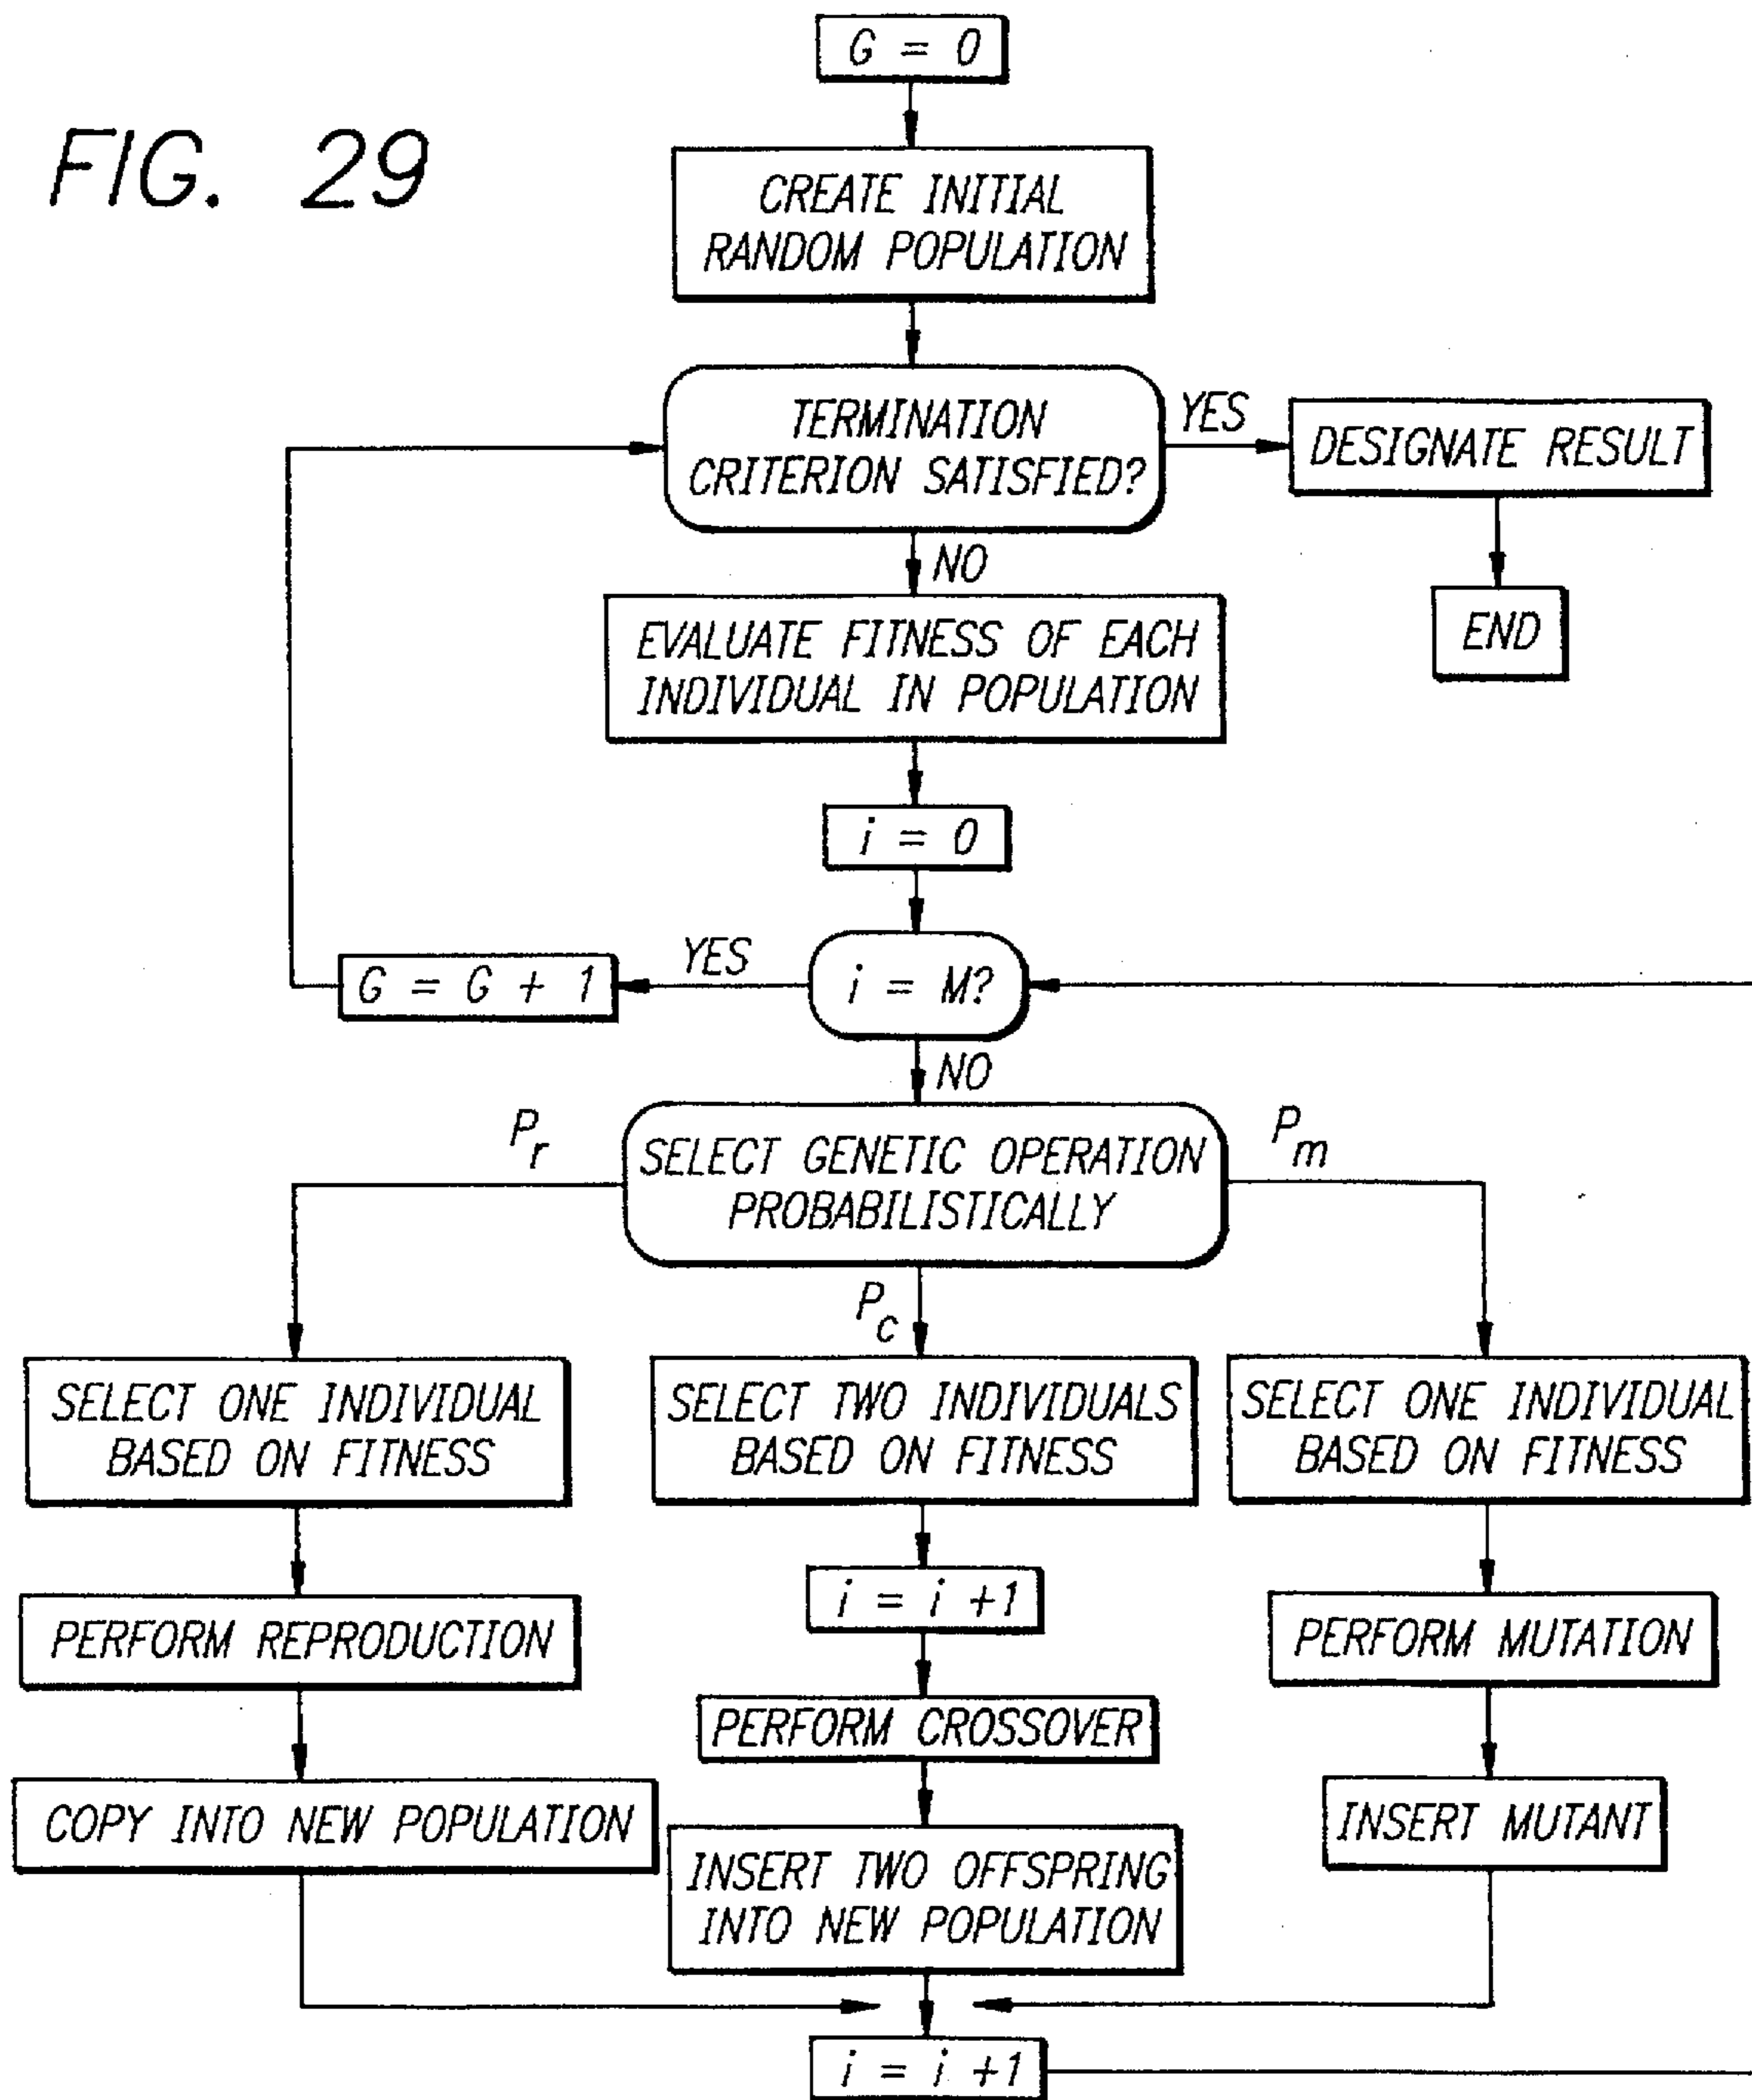 FIG. 29
G = 0
CREATE INITIAL
RANDOM POPULATION
TERMINATION
CRITERION SATISFIED?
YES
DESIGNATE RESULT
END
NO
EVALUATE FITNESS OF EACH
INDIVIDUAL IN POPULATION
i = 0
i = M?
YES
G = G + 1
NO
SELECT GENETIC OPERATION
PROBABILISTICALLY
Pr
Pc
Pm
SELECT ONE INDIVIDUAL
BASED ON FITNESS
PERFORM REPRODUCTION
COPY INTO NEW POPULATION
SELECT TWO INDIVIDUALS
BASED ON FITNESS
i = i +1
PERFORM CROSSOVER
INSERT TWO OFFSPRING
INTO NEW POPULATION
SELECT ONE INDIVIDUAL
BASED ON FITNESS
PERFORM MUTATION
INSERT MUTANT
i = i +1